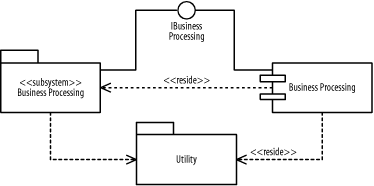 IBusiness
Processing
<<subsystem>>
Business Processing
<<reside>>
Business Processing
Utility
<<reside>>